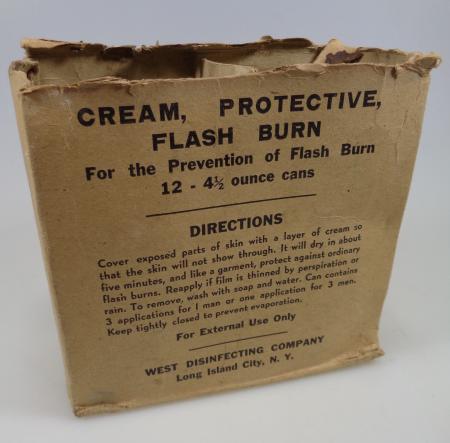 CREAM, PROTECTIVE,
FLASH BURN
For the Prevention of Flash Burn
12 - 4½ ounce cans
DIRECTIONS
Cover exposed parts of skin with a layer of cream so
that the skin will not show through. It will dry in about
five minutes, and like a garment, protect against ordinary
flash burns. Reapply if film is thinned by perspiration or
rain. To remove, wash with soap and water. Can contains
3 applications for 1 man or one application for 3 men.
Keep tightly closed to prevent evaporation.
For External Use Only
WEST DISINFECTING COMPANY
Long Island City, N. Y.